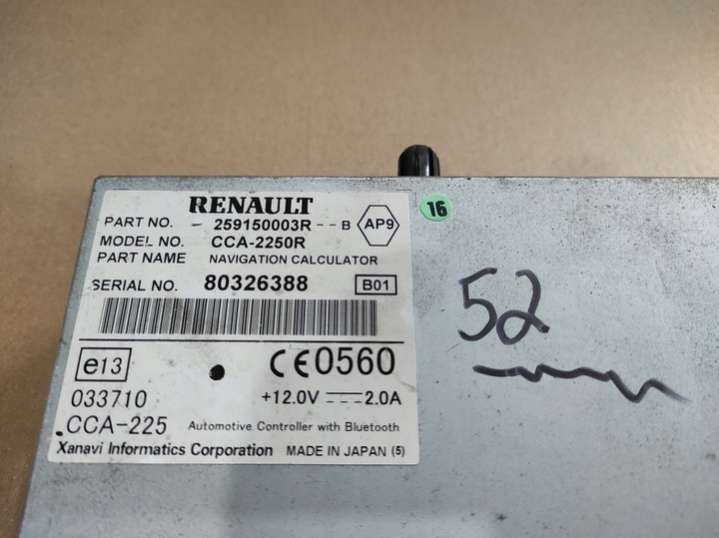 RENAULT
PART NO. - 259150003R - - B AP9
MODEL NO. CCA-2250R
PART NAME NAVIGATION CALCULATOR
SERIAL NO. 80326388 B01
e13 CE0560
033710 +12.0V 2.0A
CCA-225 Automotive Controller with Bluetooth
Xanavi Informatics Corporation MADE IN JAPAN (5)
16
52